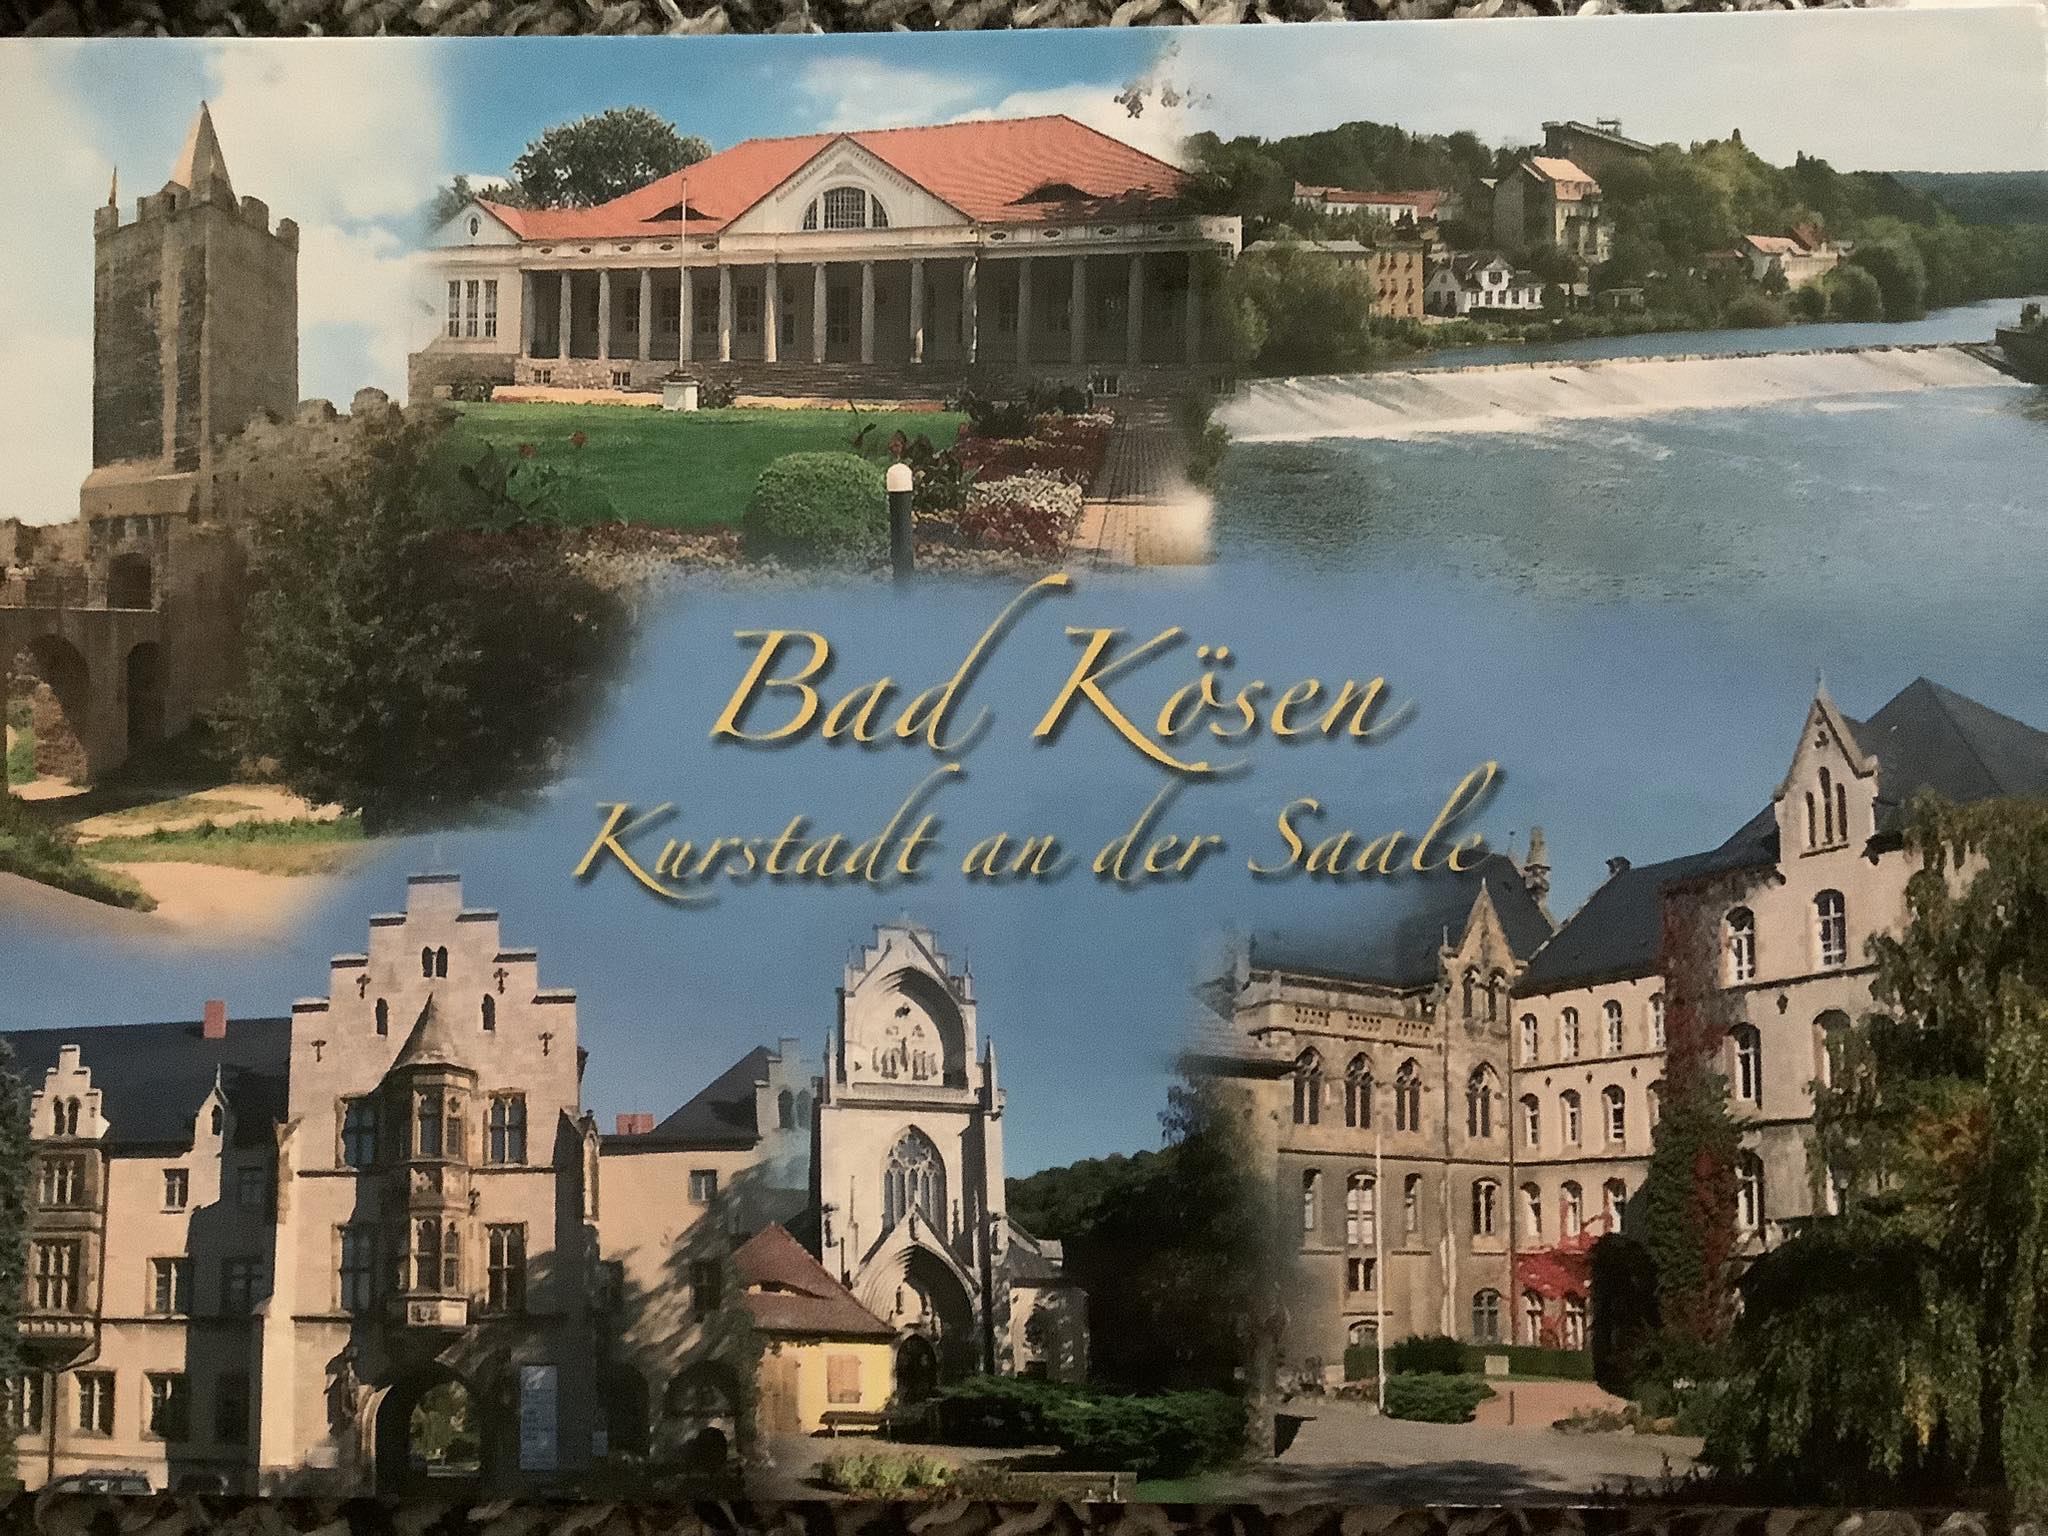 Bad Kösen
Kurstadt an der Saale